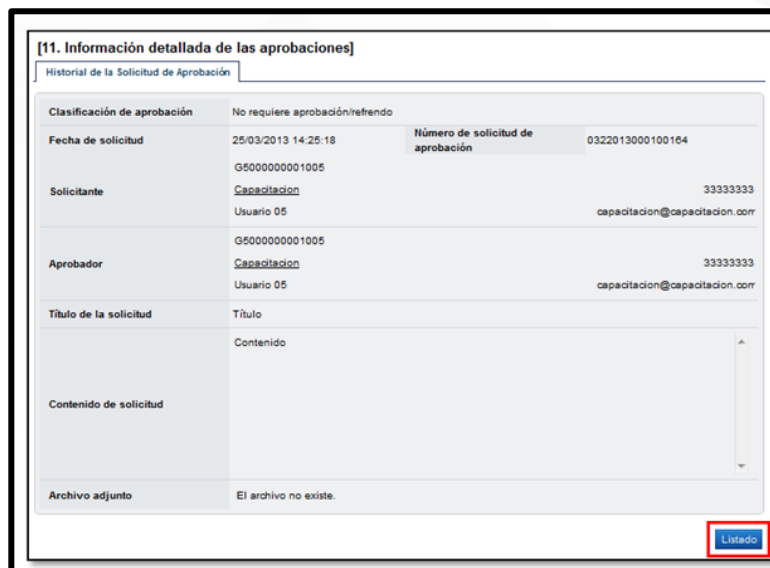 [11. Información detallada de las aprobaciones]
Historial de la Solicitud de Aprobación
Clasificación de aprobación No requiere aprobación/refrendo
Fecha de solicitud 25/03/2013 14:25:18 Número de solicitud de aprobación 0322013000100164
Solicitante
G5000000001005
Capacitacion 33333333
Usuario 05 capacitacion@capacitacion.com
Aprobador
G5000000001005
Capacitacion 33333333
Usuario 05 capacitacion@capacitacion.com
Título de la solicitud Título
Contenido de solicitud Contenido
Archivo adjunto El archivo no existe.
Listado